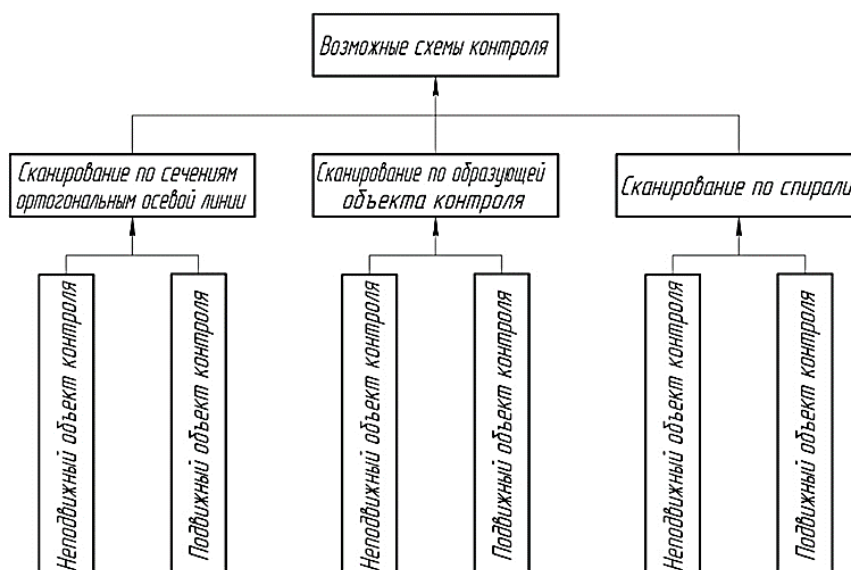 Возможные схемы контроля
Сканирование по сечениям
ортогональным осевой линии
Сканирование по образующей
объекта контроля
Сканирование по спирали
Неподвижный объект контроля
Подвижный объект контроля
Неподвижный объект контроля
Подвижный объект контроля
Неподвижный объект контроля
Подвижный объект контроля